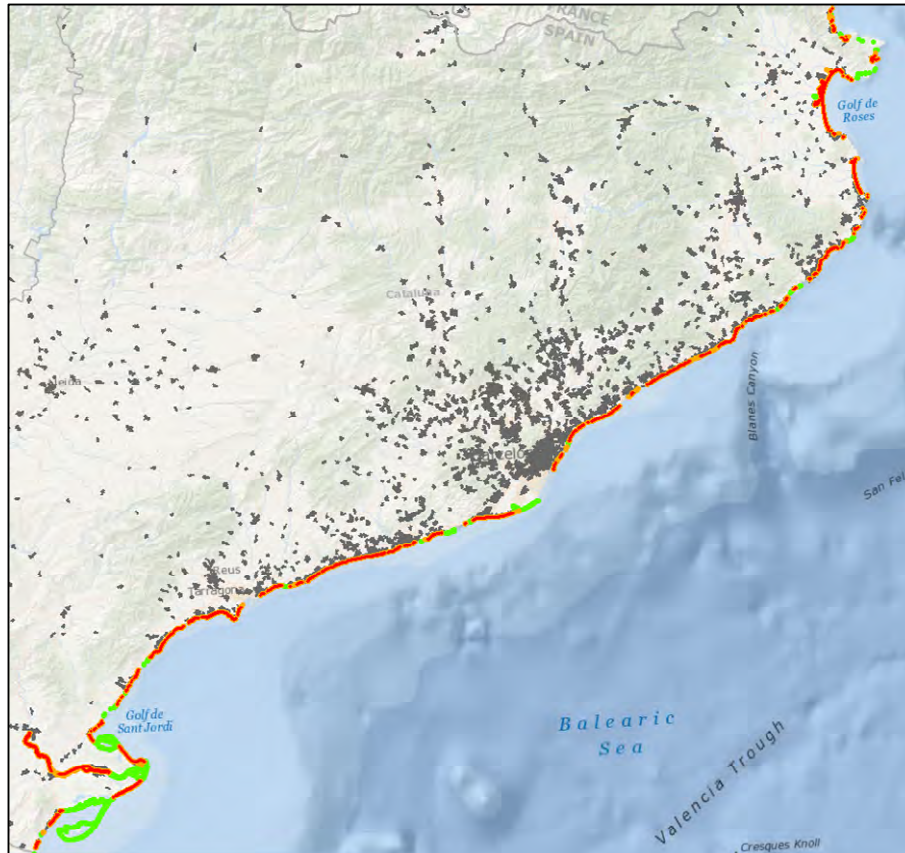 FRANCE
SPAIN
Golf de
Roses
Cataluna
Blanes Canyon
San Fel
Reus
Tarragona
Golf de
Sant Jordi
Balearic
Sea
Valencia Trough
Cresques Knoll